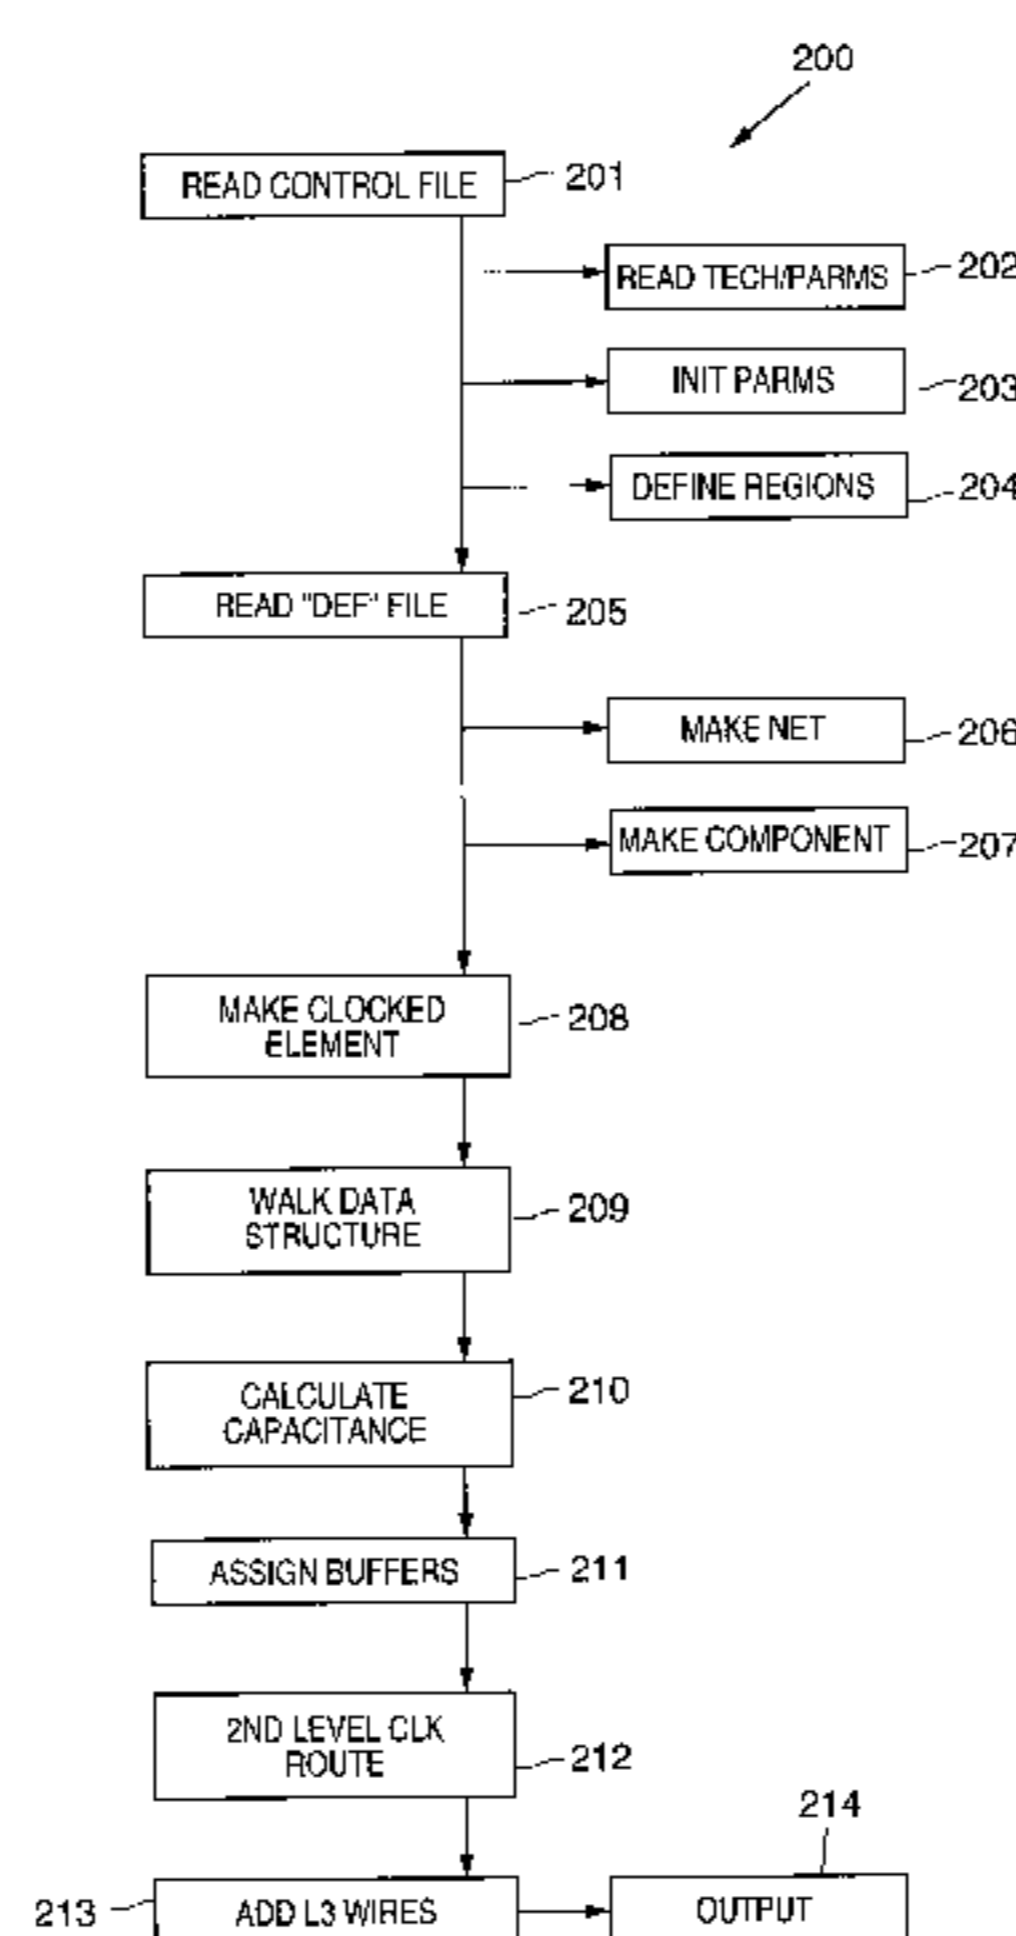 200
READ CONTROL FILE
201
READ TECH/PARMS
202
INIT PARMS
203
DEFINE REGIONS
204
READ "DEF" FILE
205
MAKE NET
206
MAKE COMPONENT
207
MAKE CLOCKED
ELEMENT
208
WALK DATA
STRUCTURE
209
CALCULATE
CAPACITANCE
210
ASSIGN BUFFERS
211
2ND LEVEL CLK
ROUTE
212
213
ADD L3 WIRES
214
OUTPUT